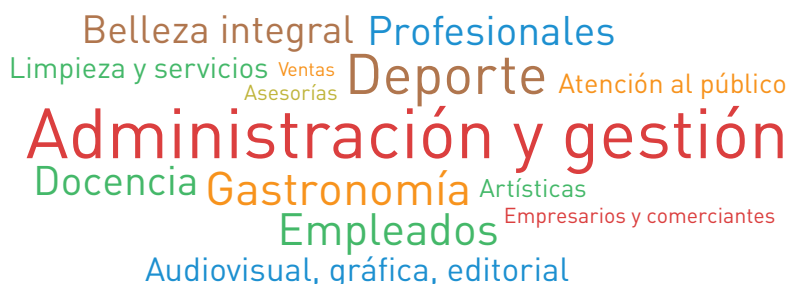 Belleza integral Profesionales
Limpieza y servicios Ventas Deporte Atención al público
Asesorías
Administración y gestión
Docencia Gastronomía Artísticas
Empleados Empresarios y comerciantes
Audiovisual, gráfica, editorial